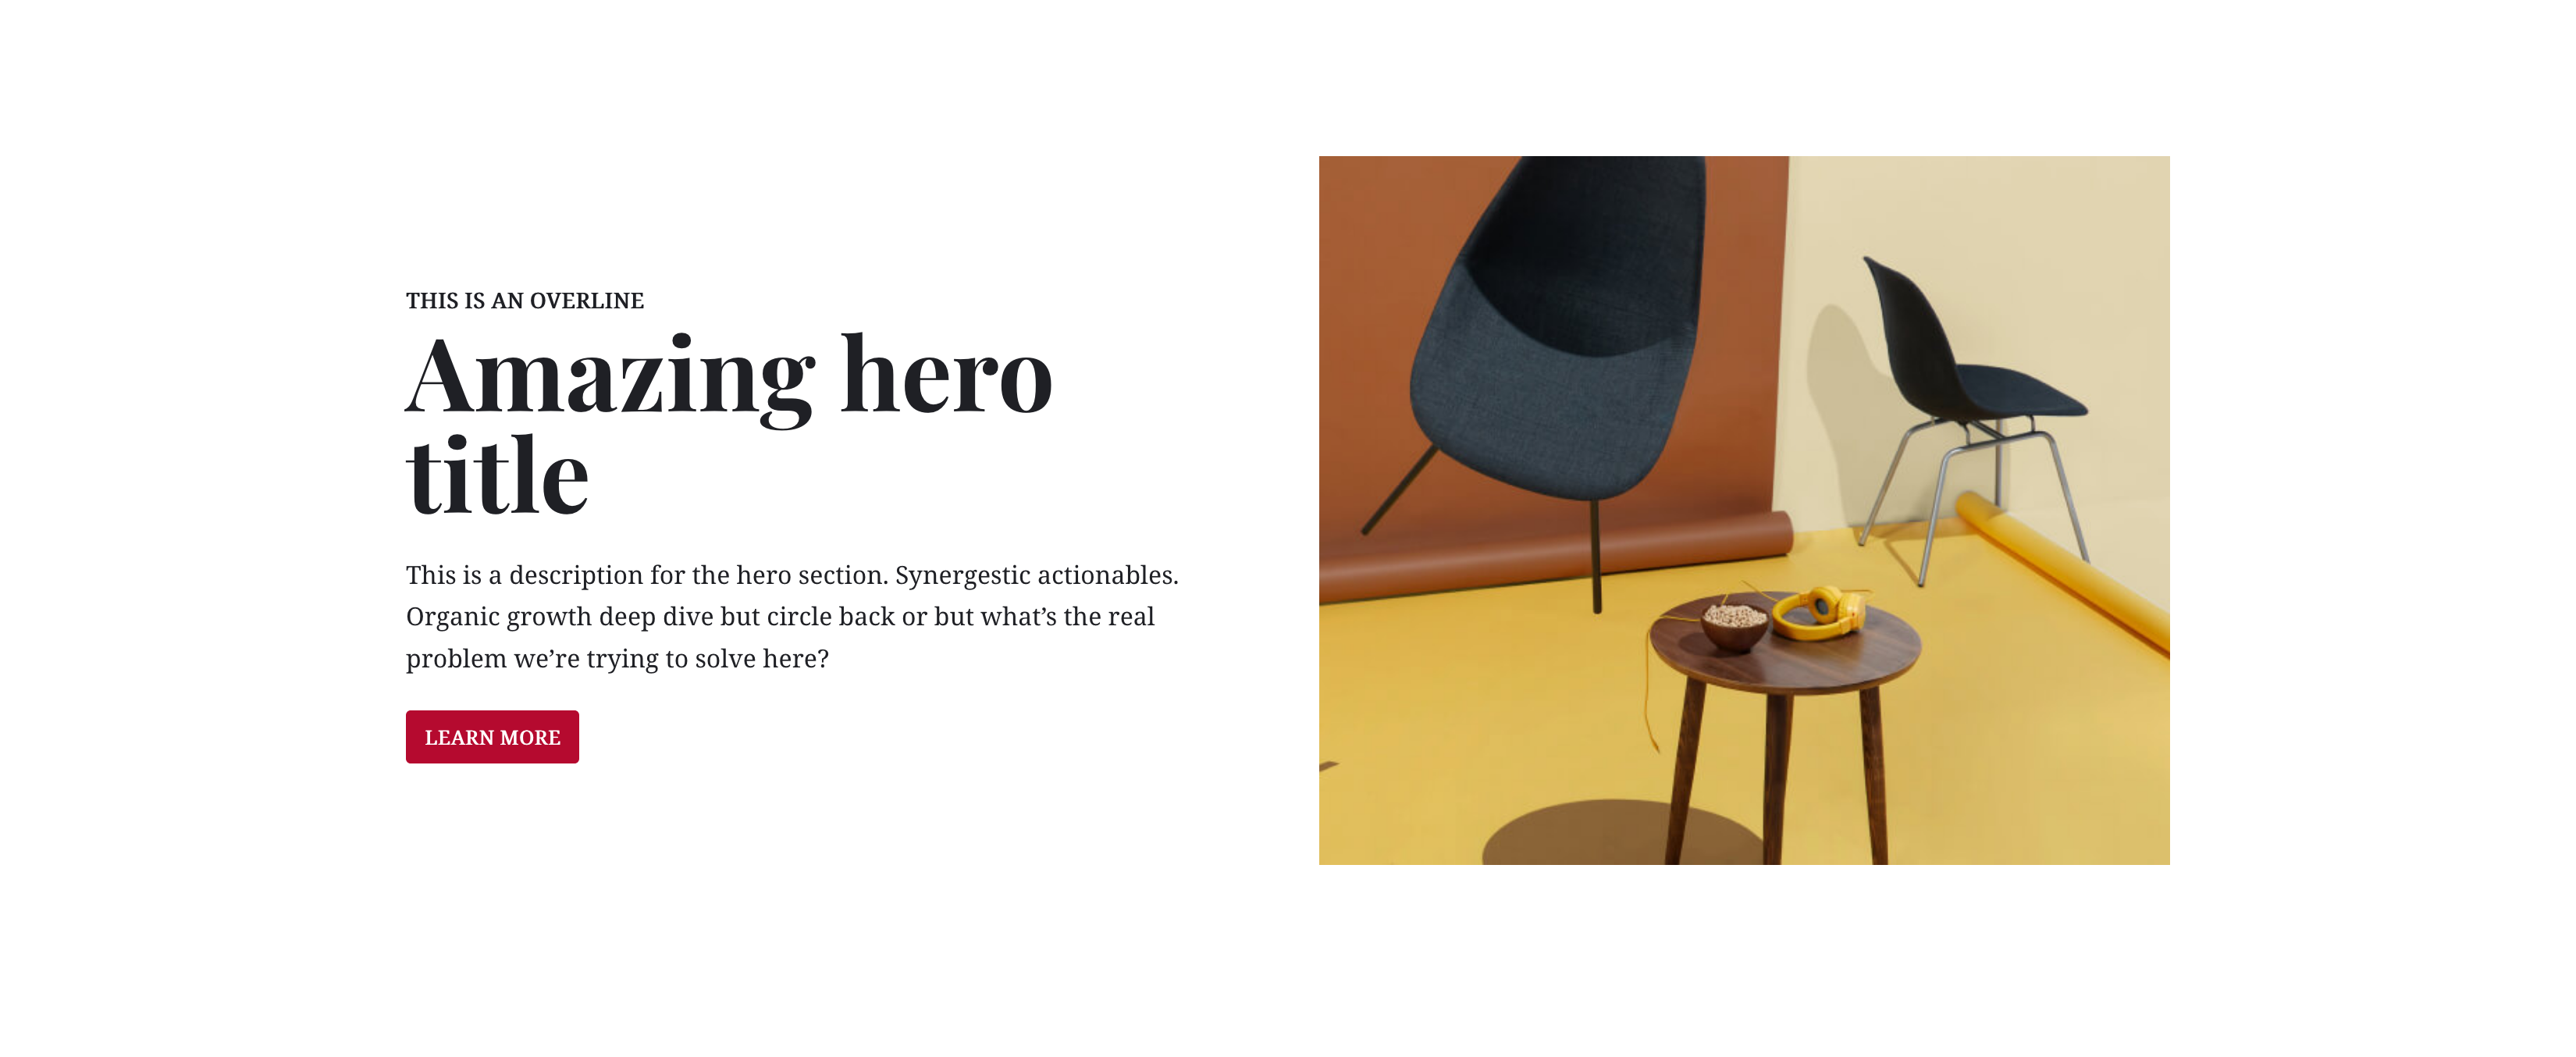 THIS IS AN OVERLINE
Amazing hero
title
This is a description for the hero section. Synergestic actionables.
Organic growth deep dive but circle back or but what’s the real
problem we’re trying to solve here?
LEARN MORE